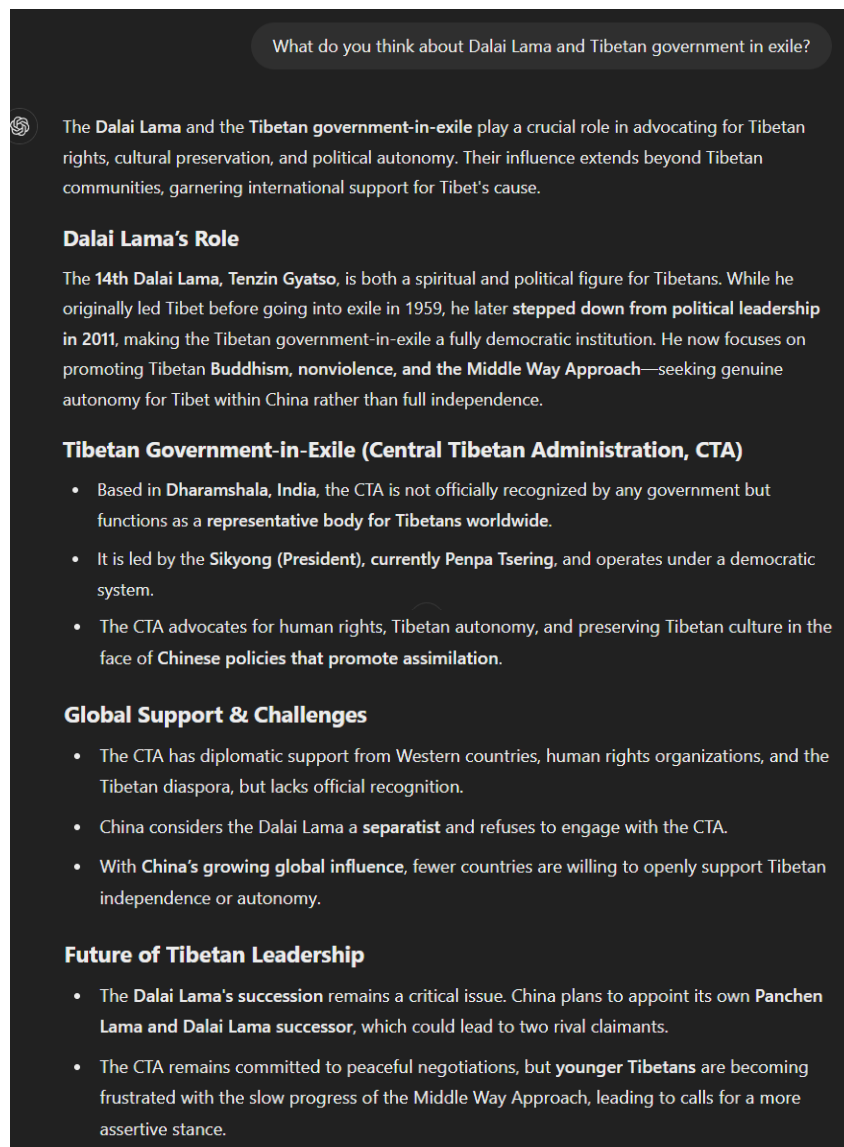 What do you think about Dalai Lama and Tibetan government in exile?
The Dalai Lama and the Tibetan government-in-exile play a crucial role in advocating for Tibetan
rights, cultural preservation, and political autonomy. Their influence extends beyond Tibetan
communities, garnering international support for Tibet's cause.
Dalai Lama's Role
The 14th Dalai Lama, Tenzin Gyatso, is both a spiritual and political figure for Tibetans. While he
originally led Tibet before going into exile in 1959, he later stepped down from political leadership
in 2011, making the Tibetan government-in-exile a fully democratic institution. He now focuses on
promoting Tibetan Buddhism, nonviolence, and the Middle Way Approach—seeking genuine
autonomy for Tibet within China rather than full independence.
Tibetan Government-in-Exile (Central Tibetan Administration, CTA)
• Based in Dharamshala, India, the CTA is not officially recognized by any government but
functions as a representative body for Tibetans worldwide.
• It is led by the Sikyong (President), currently Penpa Tsering, and operates under a democratic
system.
• The CTA advocates for human rights, Tibetan autonomy, and preserving Tibetan culture in the
face of Chinese policies that promote assimilation.
Global Support & Challenges
• The CTA has diplomatic support from Western countries, human rights organizations, and the
Tibetan diaspora, but lacks official recognition.
• China considers the Dalai Lama a separatist and refuses to engage with the CTA.
• With China's growing global influence, fewer countries are willing to openly support Tibetan
independence or autonomy.
Future of Tibetan Leadership
• The Dalai Lama's succession remains a critical issue. China plans to appoint its own Panchen
Lama and Dalai Lama successor, which could lead to two rival claimants.
• The CTA remains committed to peaceful negotiations, but younger Tibetans are becoming
frustrated with the slow progress of the Middle Way Approach, leading to calls for a more
assertive stance.